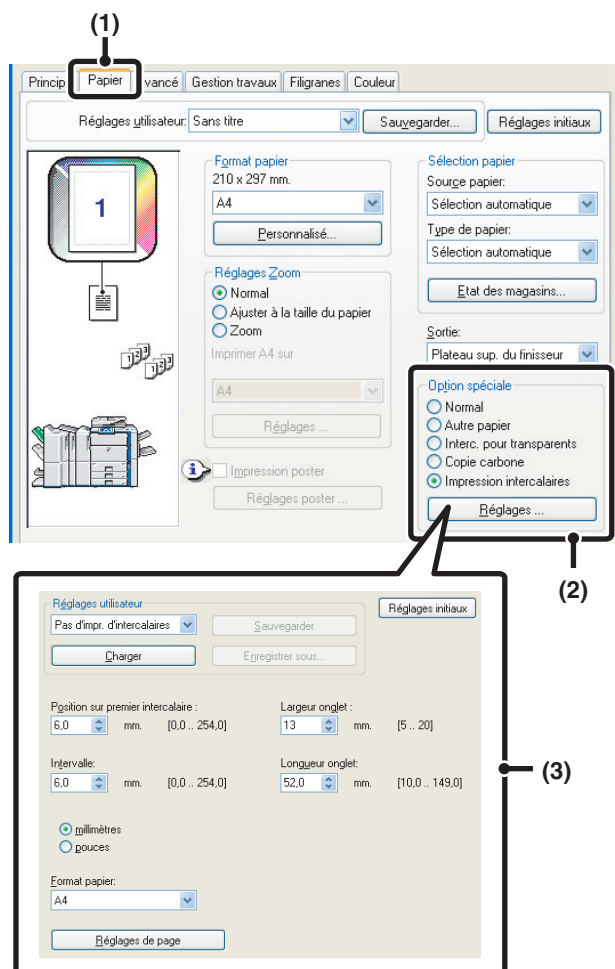 (1)
Princip Papier vancé Gestion travaux Filigranes Couleur
Réglages utilisateur: Sans titre Sauvegarder... Réglages initiaux
1
1 2 3
1 2 3
Format papier
210 x 297 mm.
A4
Personnalisé...
Réglages Zoom
Normal
Ajuster à la taille du papier
Zoom
Imprimer A4 sur
A4
Réglages ...
Impression poster
Réglages poster ...
Sélection papier
Source papier:
Sélection automatique
Type de papier:
Sélection automatique
Etat des magasins...
Sortie:
Plateau sup. du finisseur
Option spéciale
Normal
Autre papier
Interc. pour transparents
Copie carbone
Impression intercalaires
Réglages ...
(2)
Réglages utilisateur
Pas d'impr. d'intercalaires Sauvegarder
Charger Enregistrer sous...
Réglages initiaux
Position sur premier intercalaire :
6,0 mm. [0,0 .. 254,0]
Largeur onglet :
13 mm. [5 .. 20]
Intervalle:
6,0 mm. [0,0 .. 254,0]
Longueur onglet:
52,0 mm. [10,0 .. 149,0]
(3)
millimètres
pouces
Format papier:
A4
Réglages de page